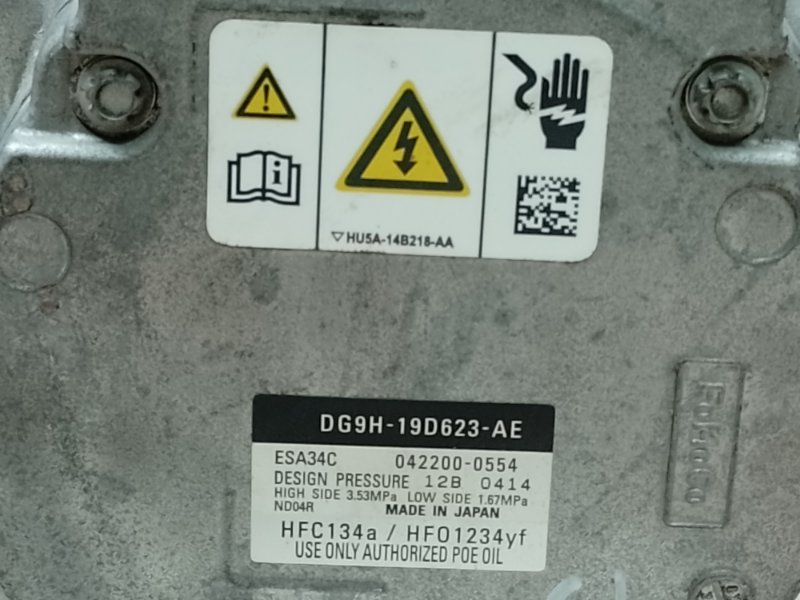 HU5A-14B218-AA
DG9H-19D623-AE
ESA34C 042200-0554
DESIGN PRESSURE 12B 0414
HIGH SIDE 3.53MPa LOW SIDE 1.67MPa
ND04R MADE IN JAPAN
HFC134a / HFO1234yf
USE ONLY AUTHORIZED POE OIL